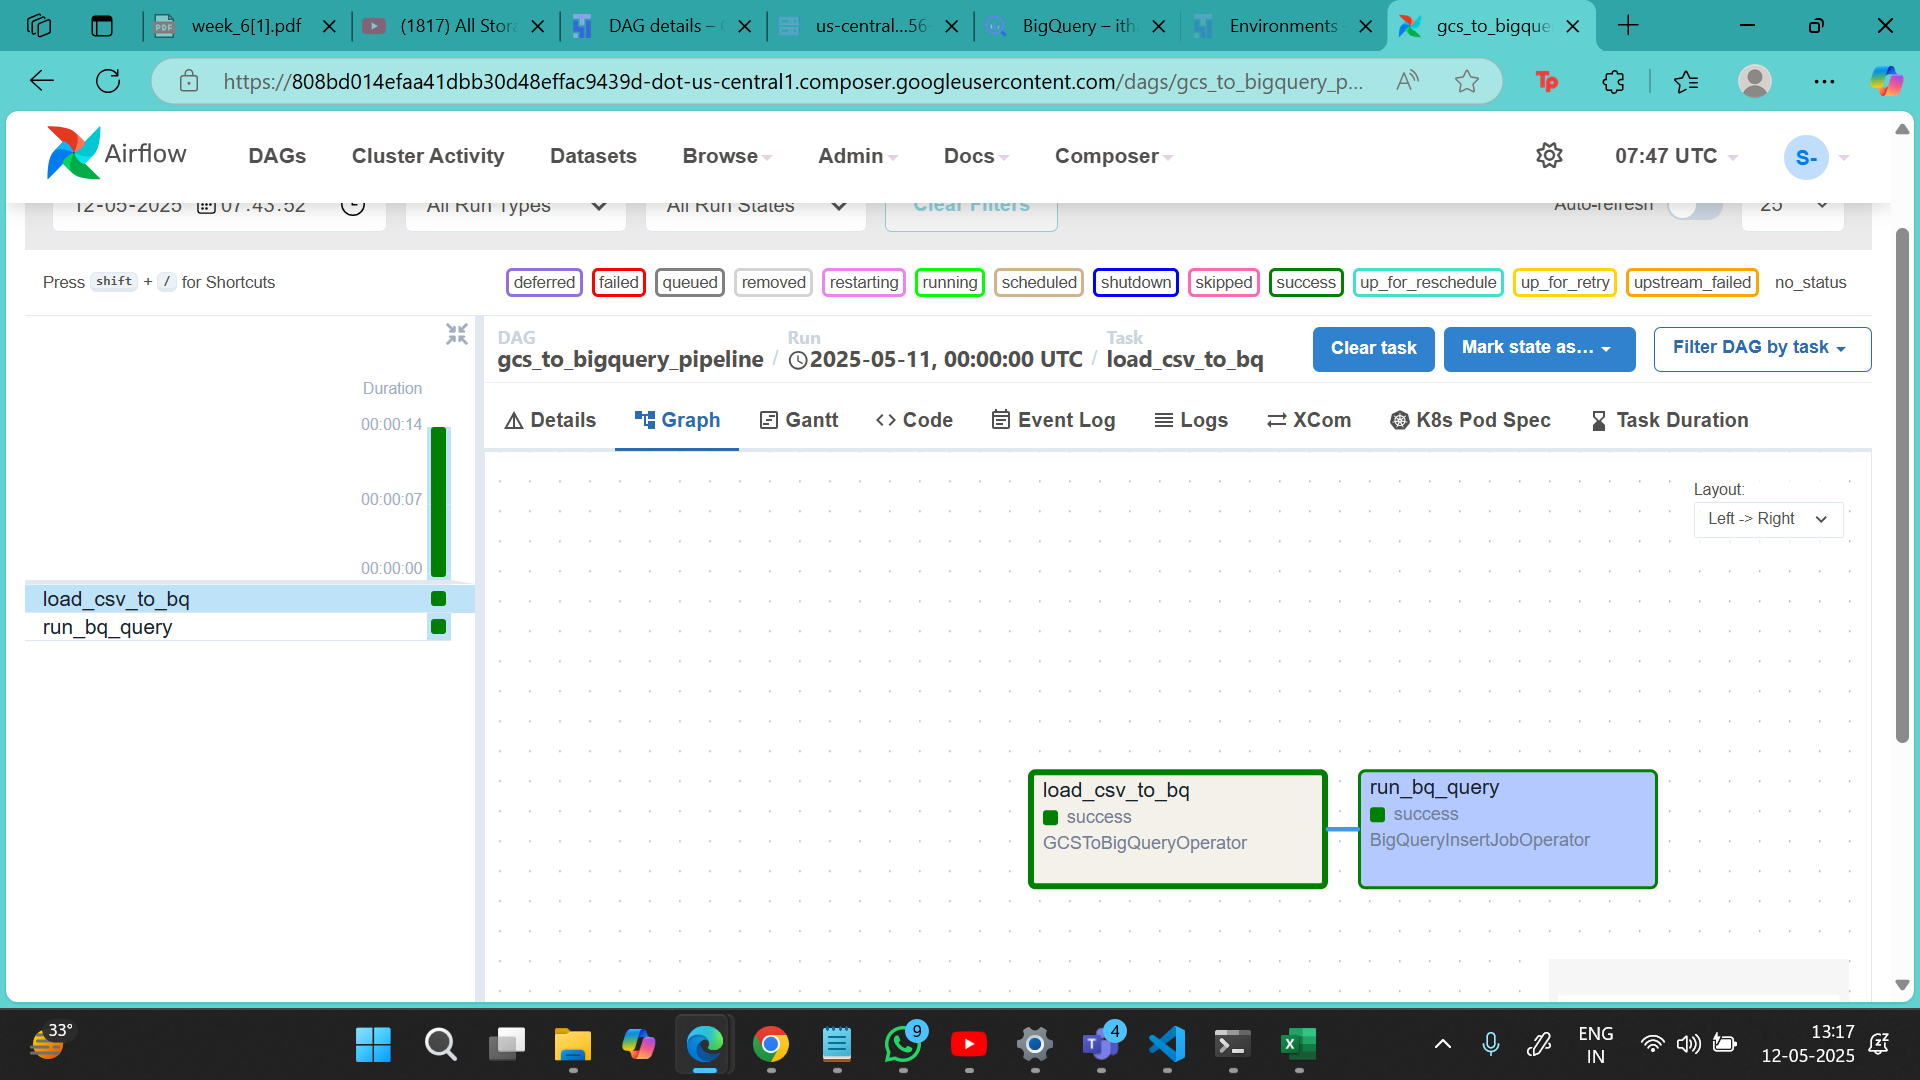 week_6[1].pdf
(1817) All Stor
DAG details –
us-central...56-
BigQuery – ith
Environments
gcs_to_bigque
https://808bd014efaa41dbb30d48effac9439d-dot-us-central1.composer.googleusercontent.com/dags/gcs_to_bigquery_p...
Airflow
DAGs
Cluster Activity
Datasets
Browse
Admin
Docs
Composer
07:47 UTC
S-
12-05-2025 07:43:52
All Run Types
All Run States
Clear Filters
Auto-refresh
25
Press shift + / for Shortcuts
deferred
failed
queued
removed
restarting
running
scheduled
shutdown
skipped
success
up_for_reschedule
up_for_retry
upstream_failed
no_status
DAG
gcs_to_bigquery_pipeline /
Run
2025-05-11, 00:00:00 UTC /
Task
load_csv_to_bq
Clear task
Mark state as...
Filter DAG by task
Duration
00:00:14
00:00:07
00:00:00
load_csv_to_bq
run_bq_query
Details
Graph
Gantt
Code
Event Log
Logs
XCom
K8s Pod Spec
Task Duration
Layout:
Left -> Right
load_csv_to_bq
success
GCSToBigQueryOperator
run_bq_query
success
BigQueryInsertJobOperator
33°
9
4
ENG
IN
13:17
12-05-2025